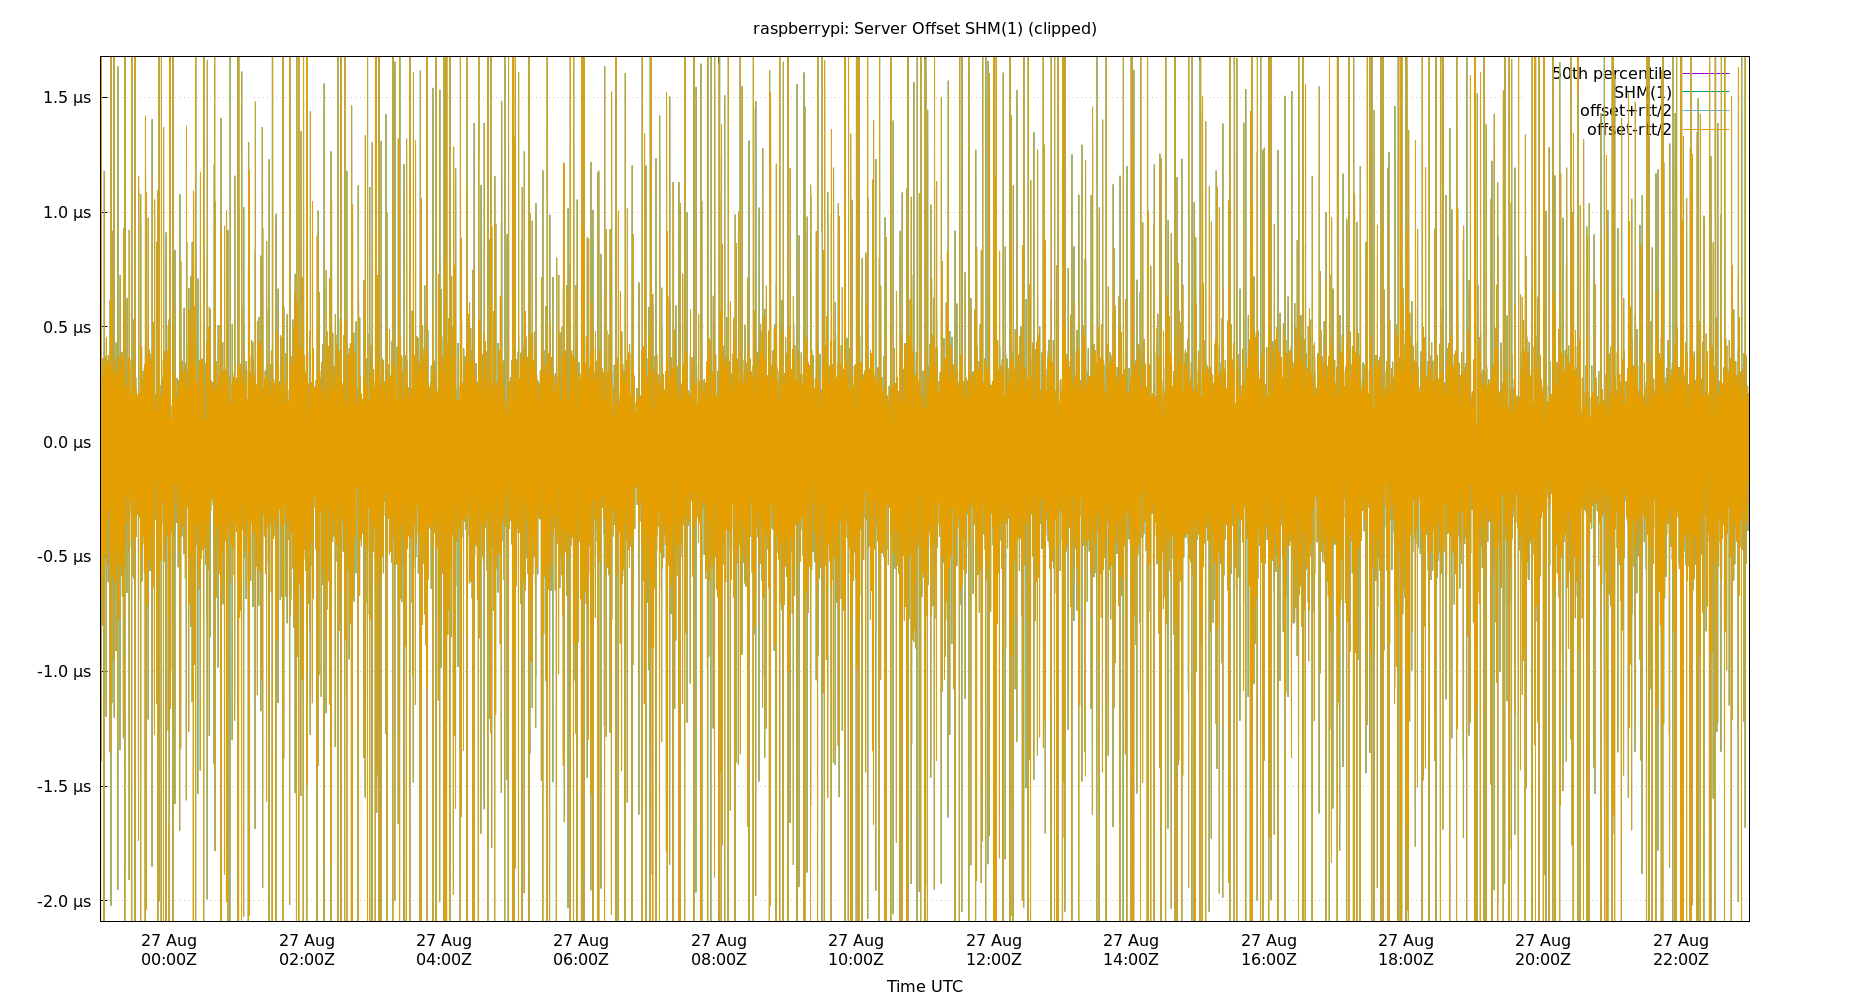 raspberrypi: Server Offset SHM(1) (clipped)
50th percentile
SHM(1)
offset+rtt/2
offset-rtt/2
1.5 µs
1.0 µs
0.5 µs
0.0 µs
-0.5 µs
-1.0 µs
-1.5 µs
-2.0 µs
27 Aug 27 Aug 27 Aug 27 Aug 27 Aug 27 Aug 27 Aug 27 Aug 27 Aug 27 Aug 27 Aug 27 Aug
00:00Z 02:00Z 04:00Z 06:00Z 08:00Z 10:00Z 12:00Z 14:00Z 16:00Z 18:00Z 20:00Z 22:00Z
Time UTC